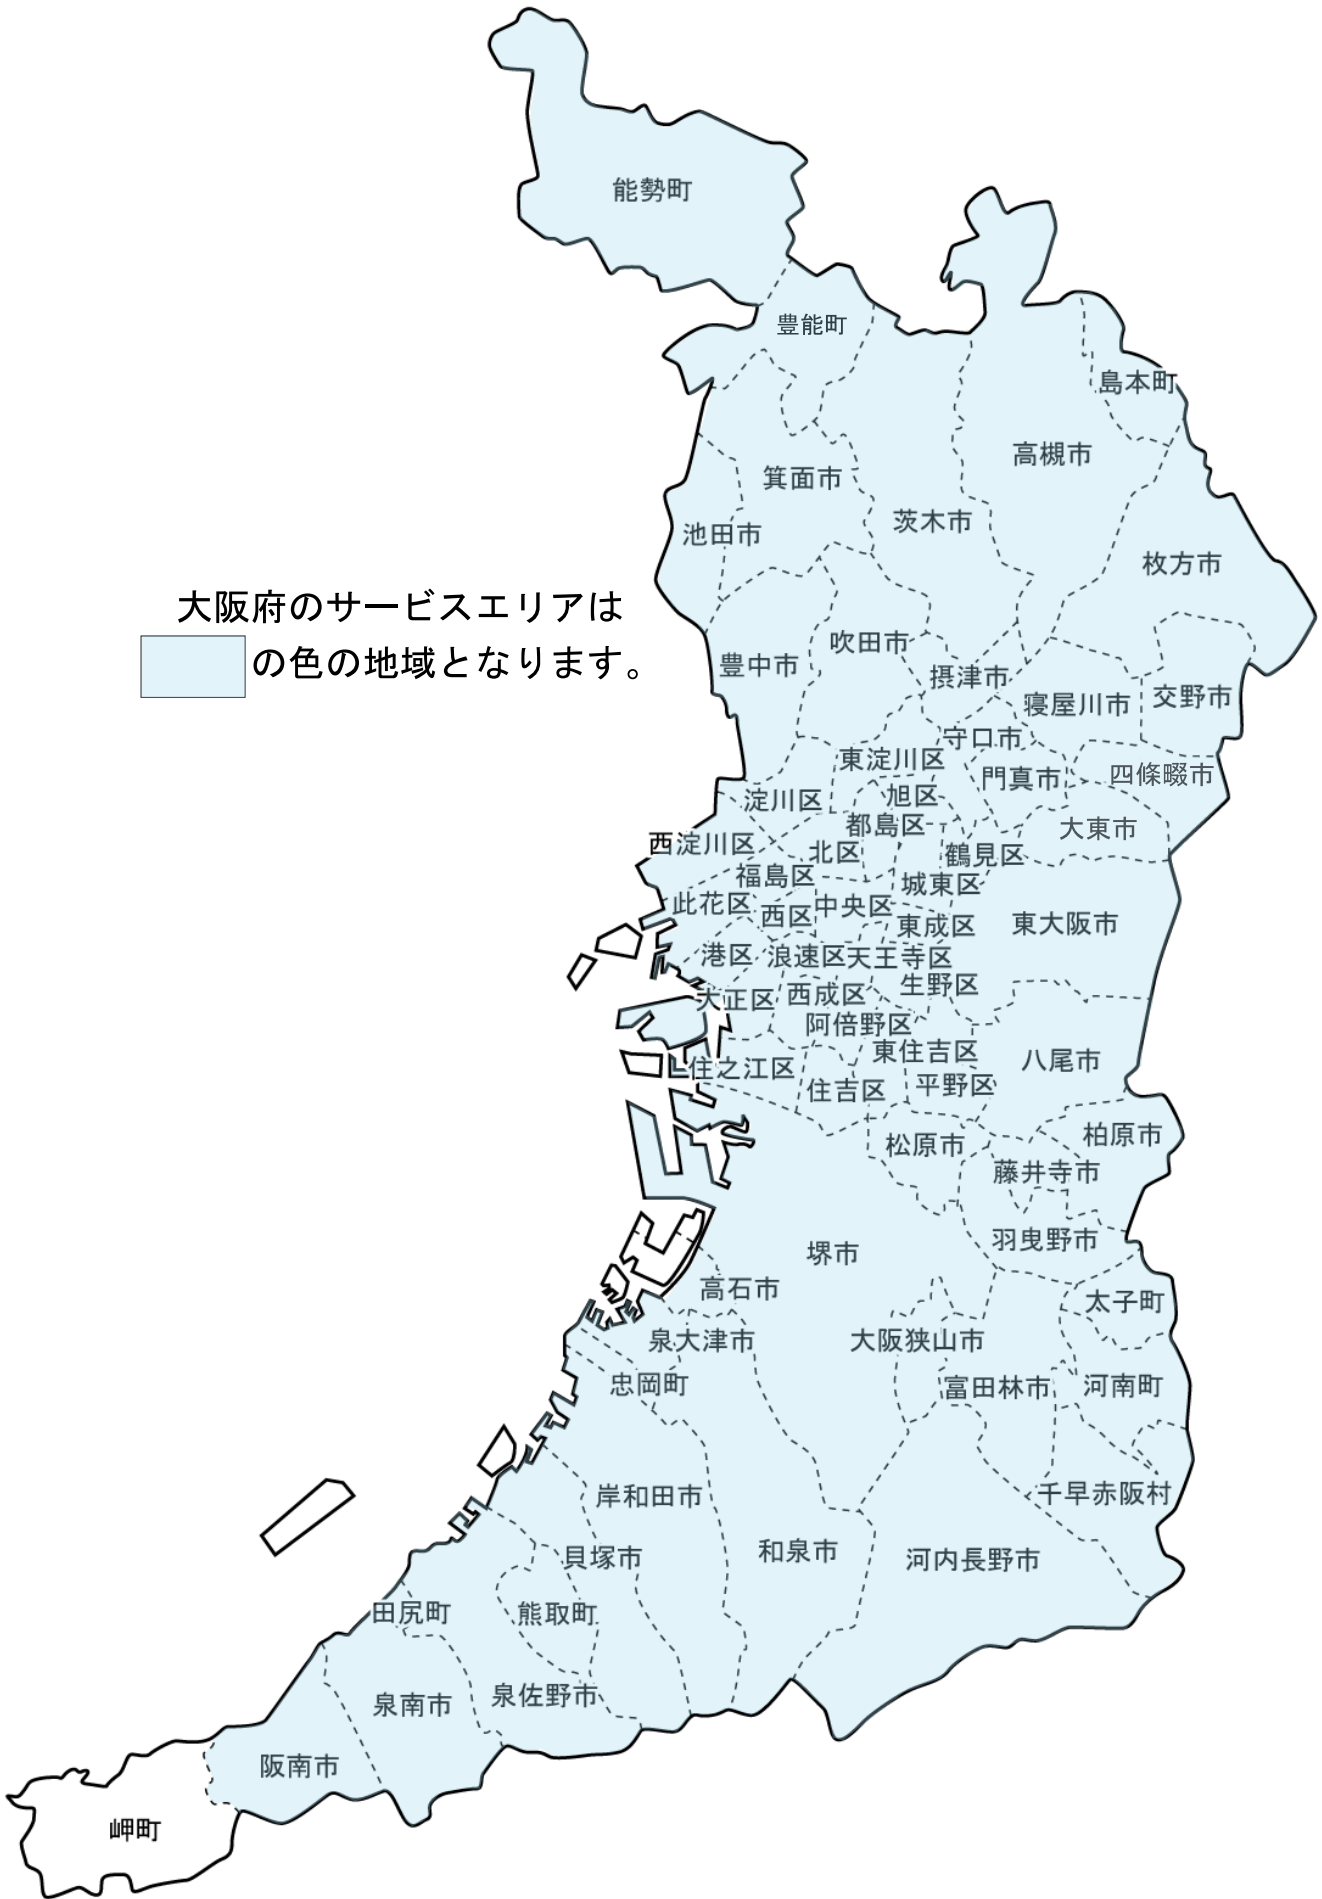 能勢町
豊能町
島本町
高槻市
箕面市
茨木市
池田市
枚方市
大阪府のサービスエリアは
の色の地域となります。
吹田市
豊中市
摂津市
交野市
寝屋川市
守口市
東淀川区
門真市
四條畷市
淀川区
旭区
都島区
大東市
西淀川区
北区
鶴見区
福島区
城東区
此花区
西区
中央区
東成区
東大阪市
港区
浪速区
天王寺区
生野区
大正区
西成区
阿倍野区
東住吉区
八尾市
住之江区
住吉区
平野区
柏原市
松原市
藤井寺市
羽曳野市
堺市
高石市
太子町
泉大津市
大阪狭山市
忠岡町
富田林市
河南町
岸和田市
千早赤阪村
和泉市
貝塚市
河内長野市
田尻町
熊取町
泉南市
泉佐野市
阪南市
岬町